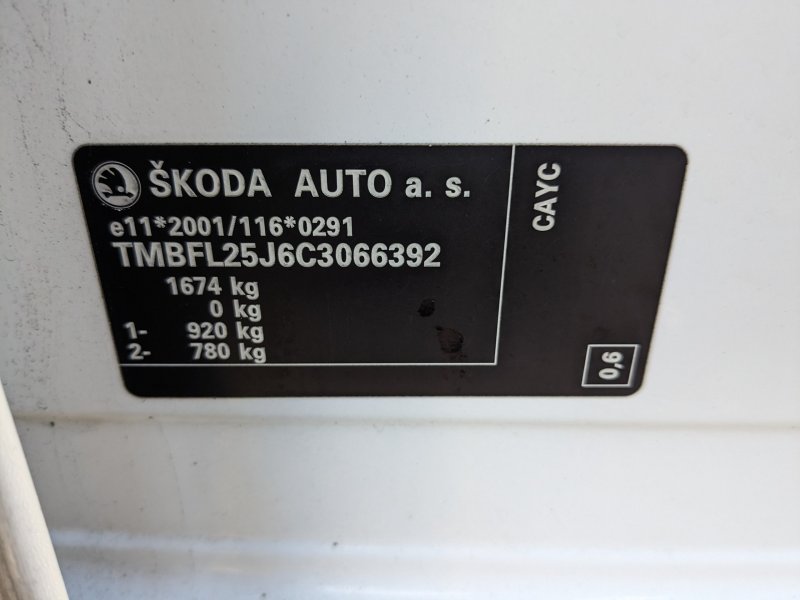 ŠKODA AUTO a. s.
e11*2001/116*0291
TMBFL25J6C3066392
1674 kg
0 kg
1- 920 kg
2- 780 kg
CAYC
0,6